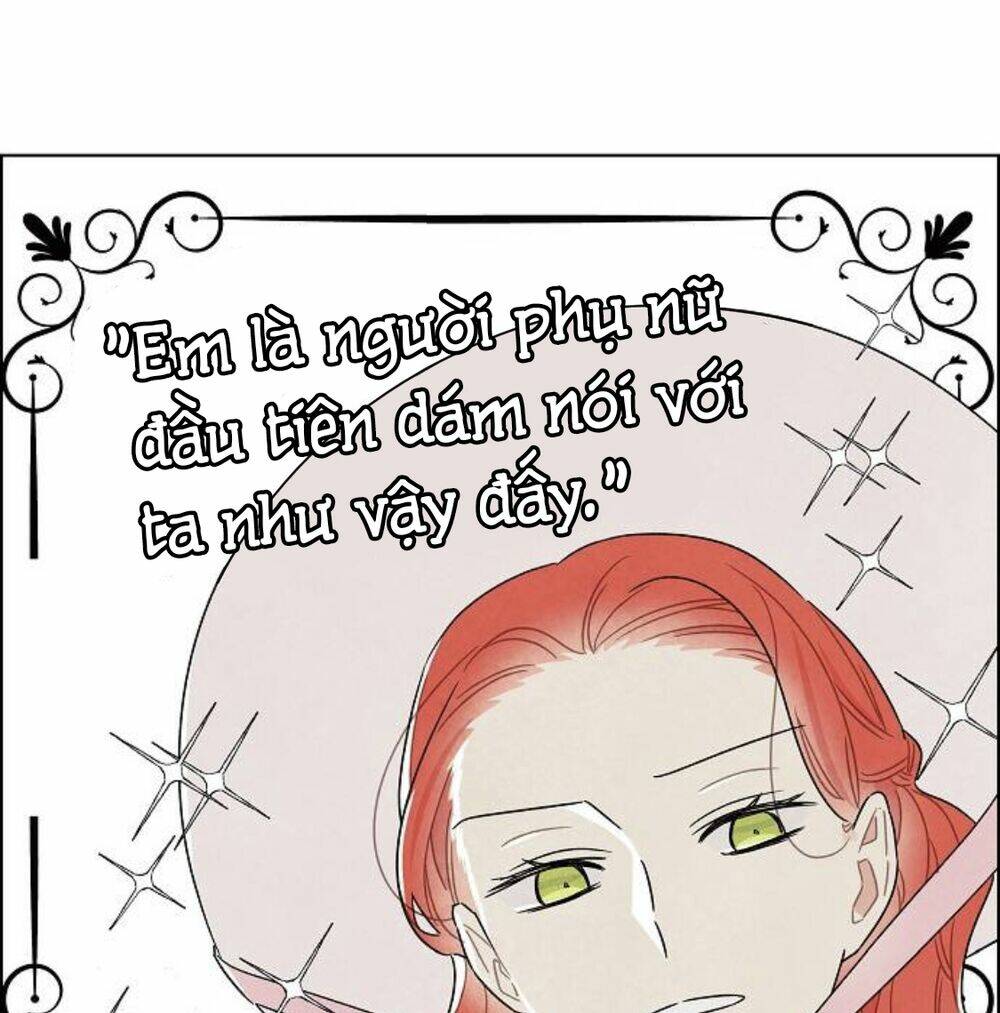 "Em là người phụ nữ
đầu tiên dám nói với
ta như vậy đấy."